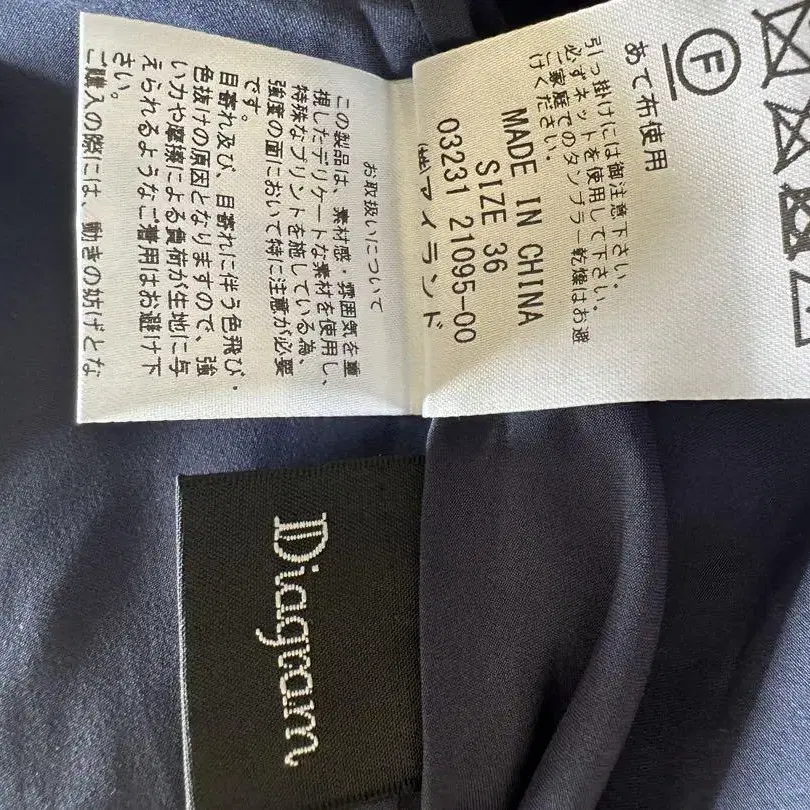 Ⓕ
あて布使用
引っ掛けには御注意下さい。
必ずネットを使用して下さい。
ご家庭でのタンブラー乾燥はお避
けください。
MADE IN CHINA
SIZE 36
03231 21095-00
(株)マイランド
お取扱いについて
この製品は、素材感・雰囲気を重
視したデリケートな素材を使用し、
特殊なプリントを施している為、
強度の面において特に注意が必要
です。
目寄れ及び、目寄れに伴う色飛び・
色抜けの原因となりますので、強
い力や摩擦による負荷が生地に与
えられるようなご着用はお避け下
さい。
ご購入の際には、動きの妨げとな
Diagram